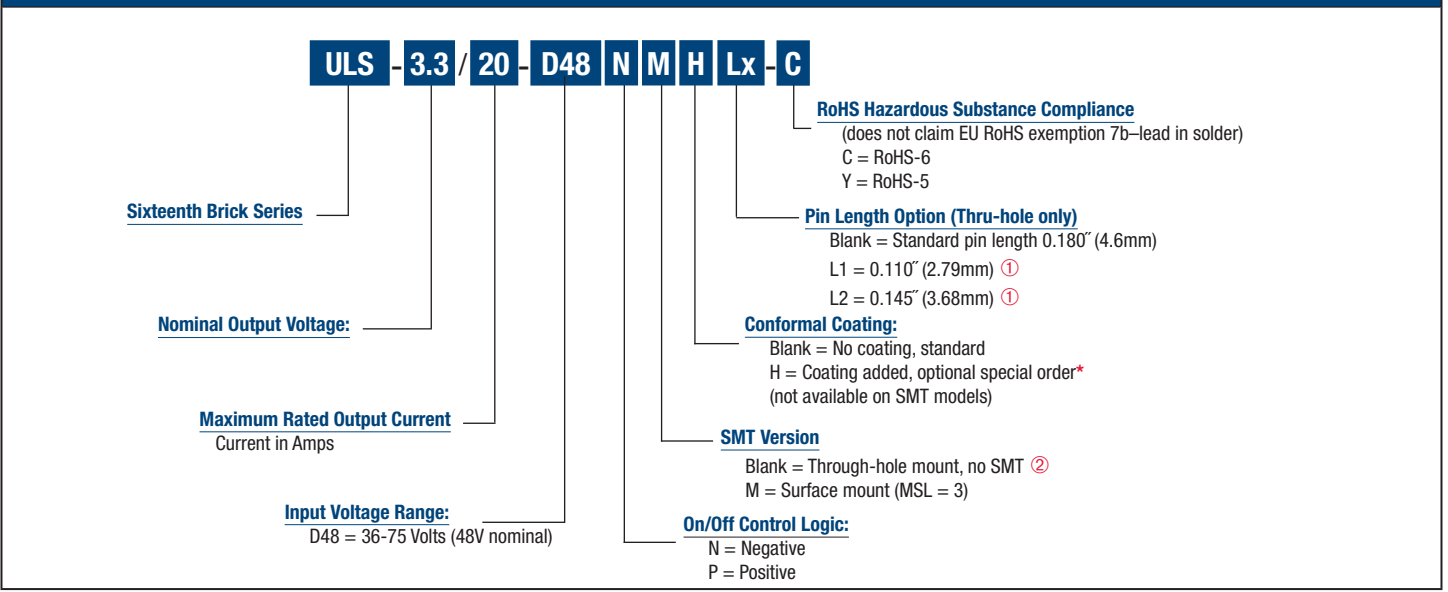 ULS - 3.3 / 20 - D48 N M H Lx - C
RoHS Hazardous Substance Compliance
(does not claim EU RoHS exemption 7b–lead in solder)
C = RoHS-6
Y = RoHS-5
Sixteenth Brick Series
Pin Length Option (Thru-hole only)
Blank = Standard pin length 0.180˝ (4.6mm)
L1 = 0.110˝ (2.79mm) ①
L2 = 0.145˝ (3.68mm) ①
Nominal Output Voltage:
Conformal Coating:
Blank = No coating, standard
H = Coating added, optional special order*
(not available on SMT models)
Maximum Rated Output Current
Current in Amps
SMT Version
Blank = Through-hole mount, no SMT ②
M = Surface mount (MSL = 3)
Input Voltage Range:
D48 = 36-75 Volts (48V nominal)
On/Off Control Logic:
N = Negative
P = Positive